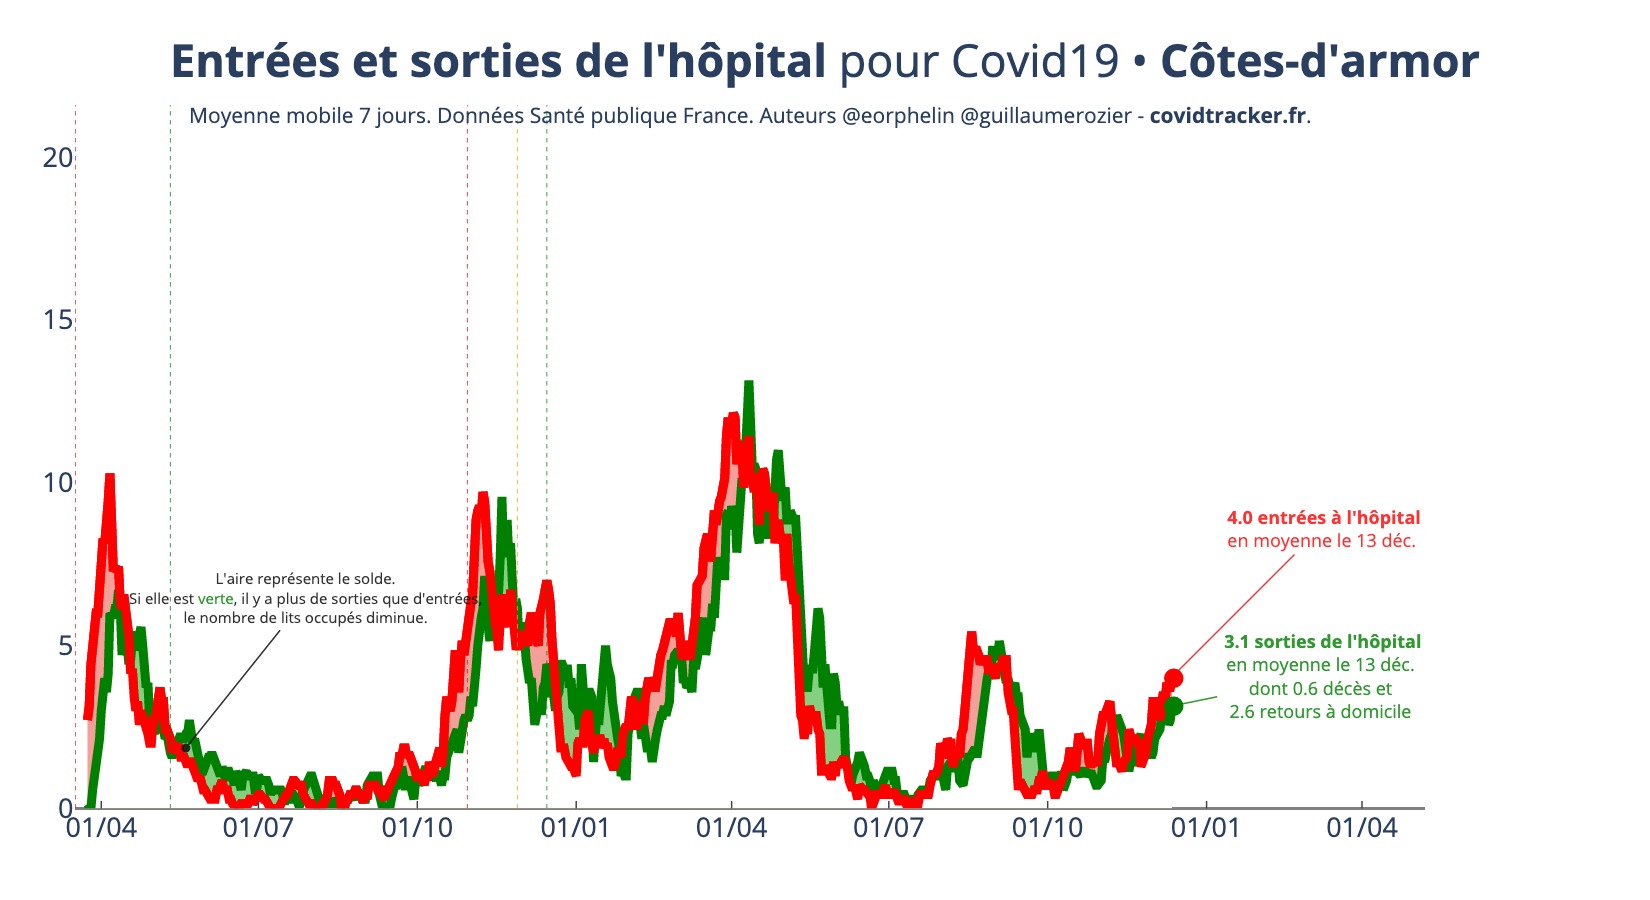 Entrées et sorties de l'hôpital pour Covid19 • Côtes-d'armor
Moyenne mobile 7 jours. Données Santé publique France. Auteurs @eorphelin @guillaumerozier - covidtracker.fr.
20
15
10
5
0
L'aire représente le solde.
Si elle est verte, il y a plus de sorties que d'entrées,
le nombre de lits occupés diminue.
4.0 entrées à l'hôpital
en moyenne le 13 déc.
3.1 sorties de l'hôpital
en moyenne le 13 déc.
dont 0.6 décès et
2.6 retours à domicile
01/04 01/07 01/10 01/01 01/04 01/07 01/10 01/01 01/04